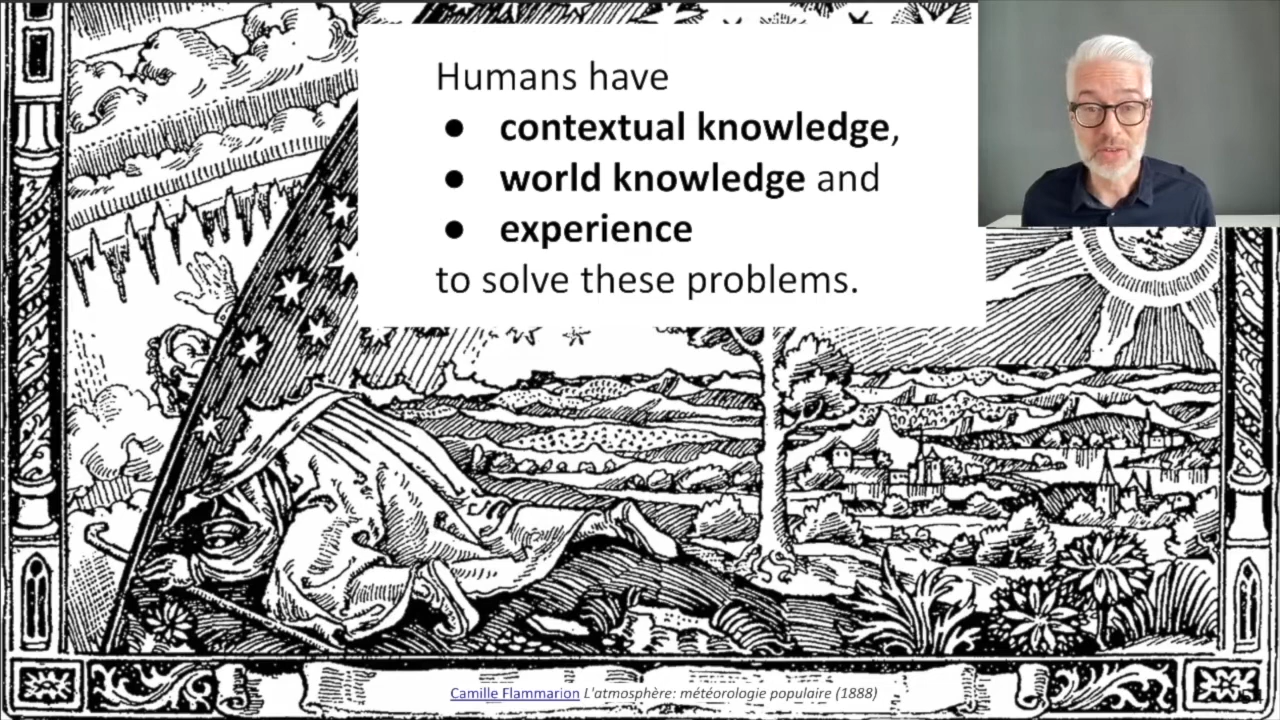 Humans have
● contextual knowledge,
● world knowledge and
● experience
to solve these problems.
Camille Flammarion L'atmosphère: météorologie populaire (1888)